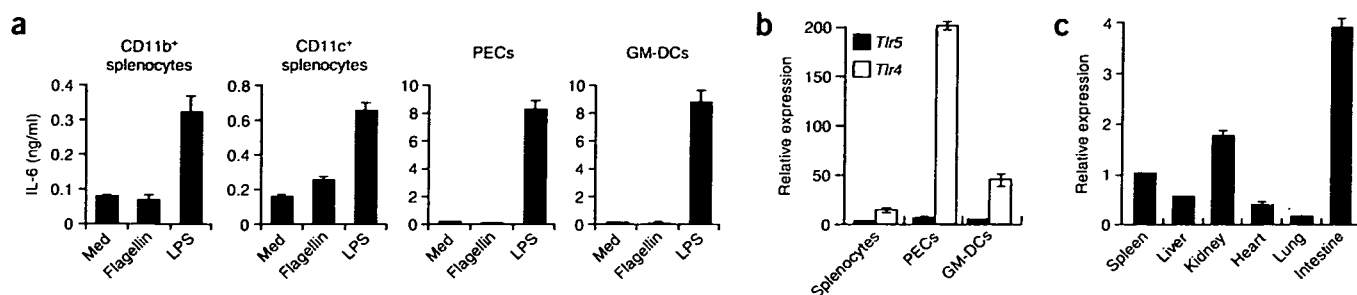 a
CD11b+ splenocytes
IL-6 (ng/ml)
0.4
0.3
0.2
0.1
0
Med
Flagellin
LPS
CD11c+ splenocytes
0.8
0.6
0.4
0.2
0
Med
Flagellin
LPS
PECs
10
8
6
4
2
0
Med
Flagellin
LPS
GM-DCs
10
8
6
4
2
0
Med
Flagellin
LPS
b
Relative expression
200
150
100
50
0
Tlr5
Tlr4
Splenocytes
PECs
GM-DCs
c
Relative expression
4
2
1
0
Spleen
Liver
Kidney
Heart
Lung
Intestine